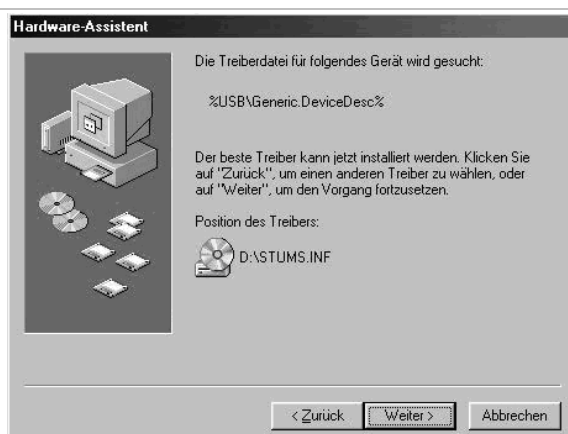 Hardware-Assistent
Die Treiberdatei für folgendes Gerät wird gesucht:
%USB\Generic.DeviceDesc%
Der beste Treiber kann jetzt installiert werden. Klicken Sie
auf "Zurück", um einen anderen Treiber zu wählen, oder
auf "Weiter", um den Vorgang fortzusetzen.
Position des Treibers:
D:\STUMS.INF
< Zurück Weiter > Abbrechen